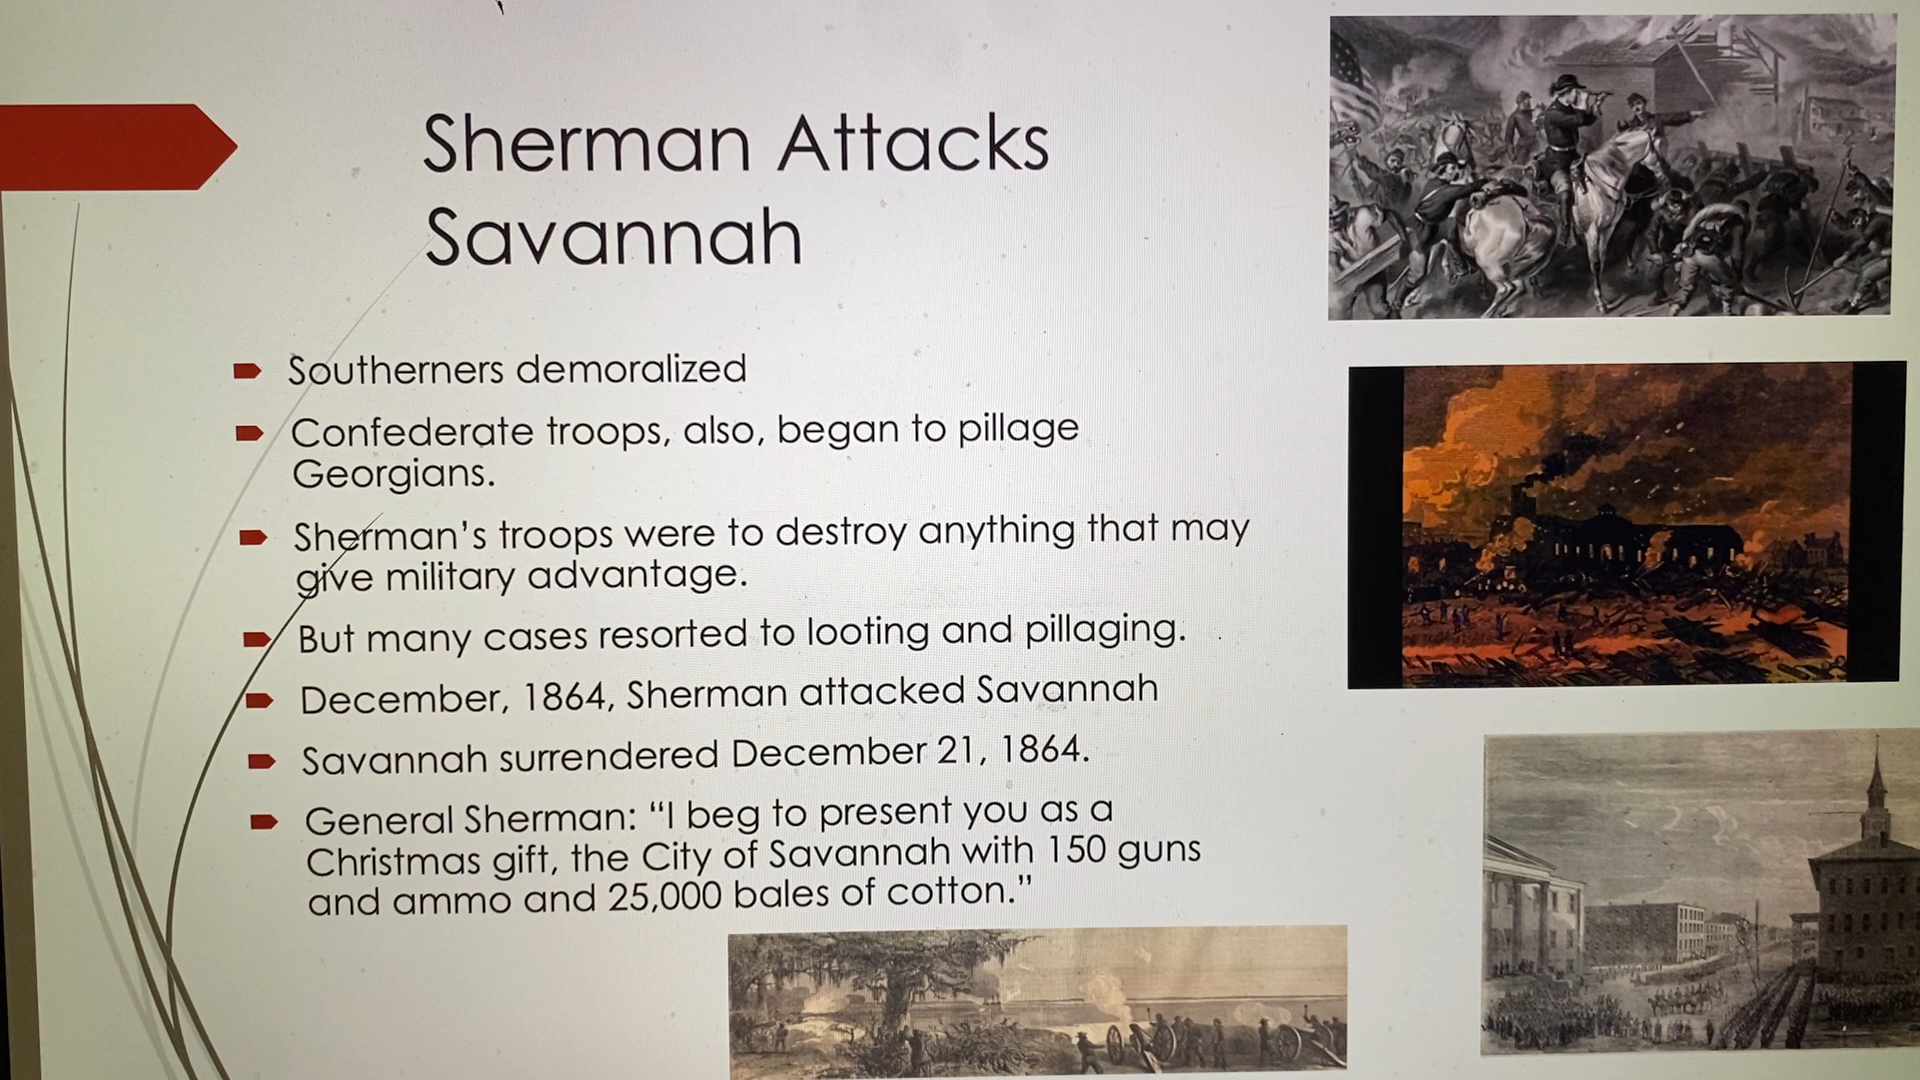 Sherman Attacks
Savannah
Southerners demoralized
Confederate troops, also, began to pillage
Georgians.
Sherman's troops were to destroy anything that may
give military advantage.
But many cases resorted to looting and pillaging.
December, 1864, Sherman attacked Savannah
Savannah surrendered December 21, 1864.
General Sherman: “I beg to present you as a
Christmas gift, the City of Savannah with 150 guns
and ammo and 25,000 bales of cotton.”